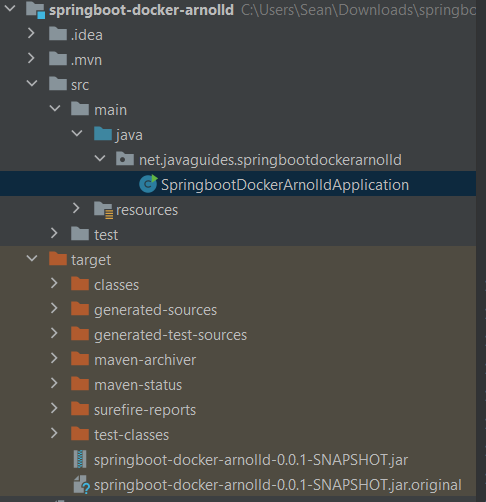 springboot-docker-arnolld C:\Users\Sean\Downloads\springbo
.idea
.mvn
src
main
java
net.javaguides.springbootdockerarnolld
SpringbootDockerArnolldApplication
resources
test
target
classes
generated-sources
generated-test-sources
maven-archiver
maven-status
surefire-reports
test-classes
springboot-docker-arnolld-0.0.1-SNAPSHOT.jar
springboot-docker-arnolld-0.0.1-SNAPSHOT.jar.original